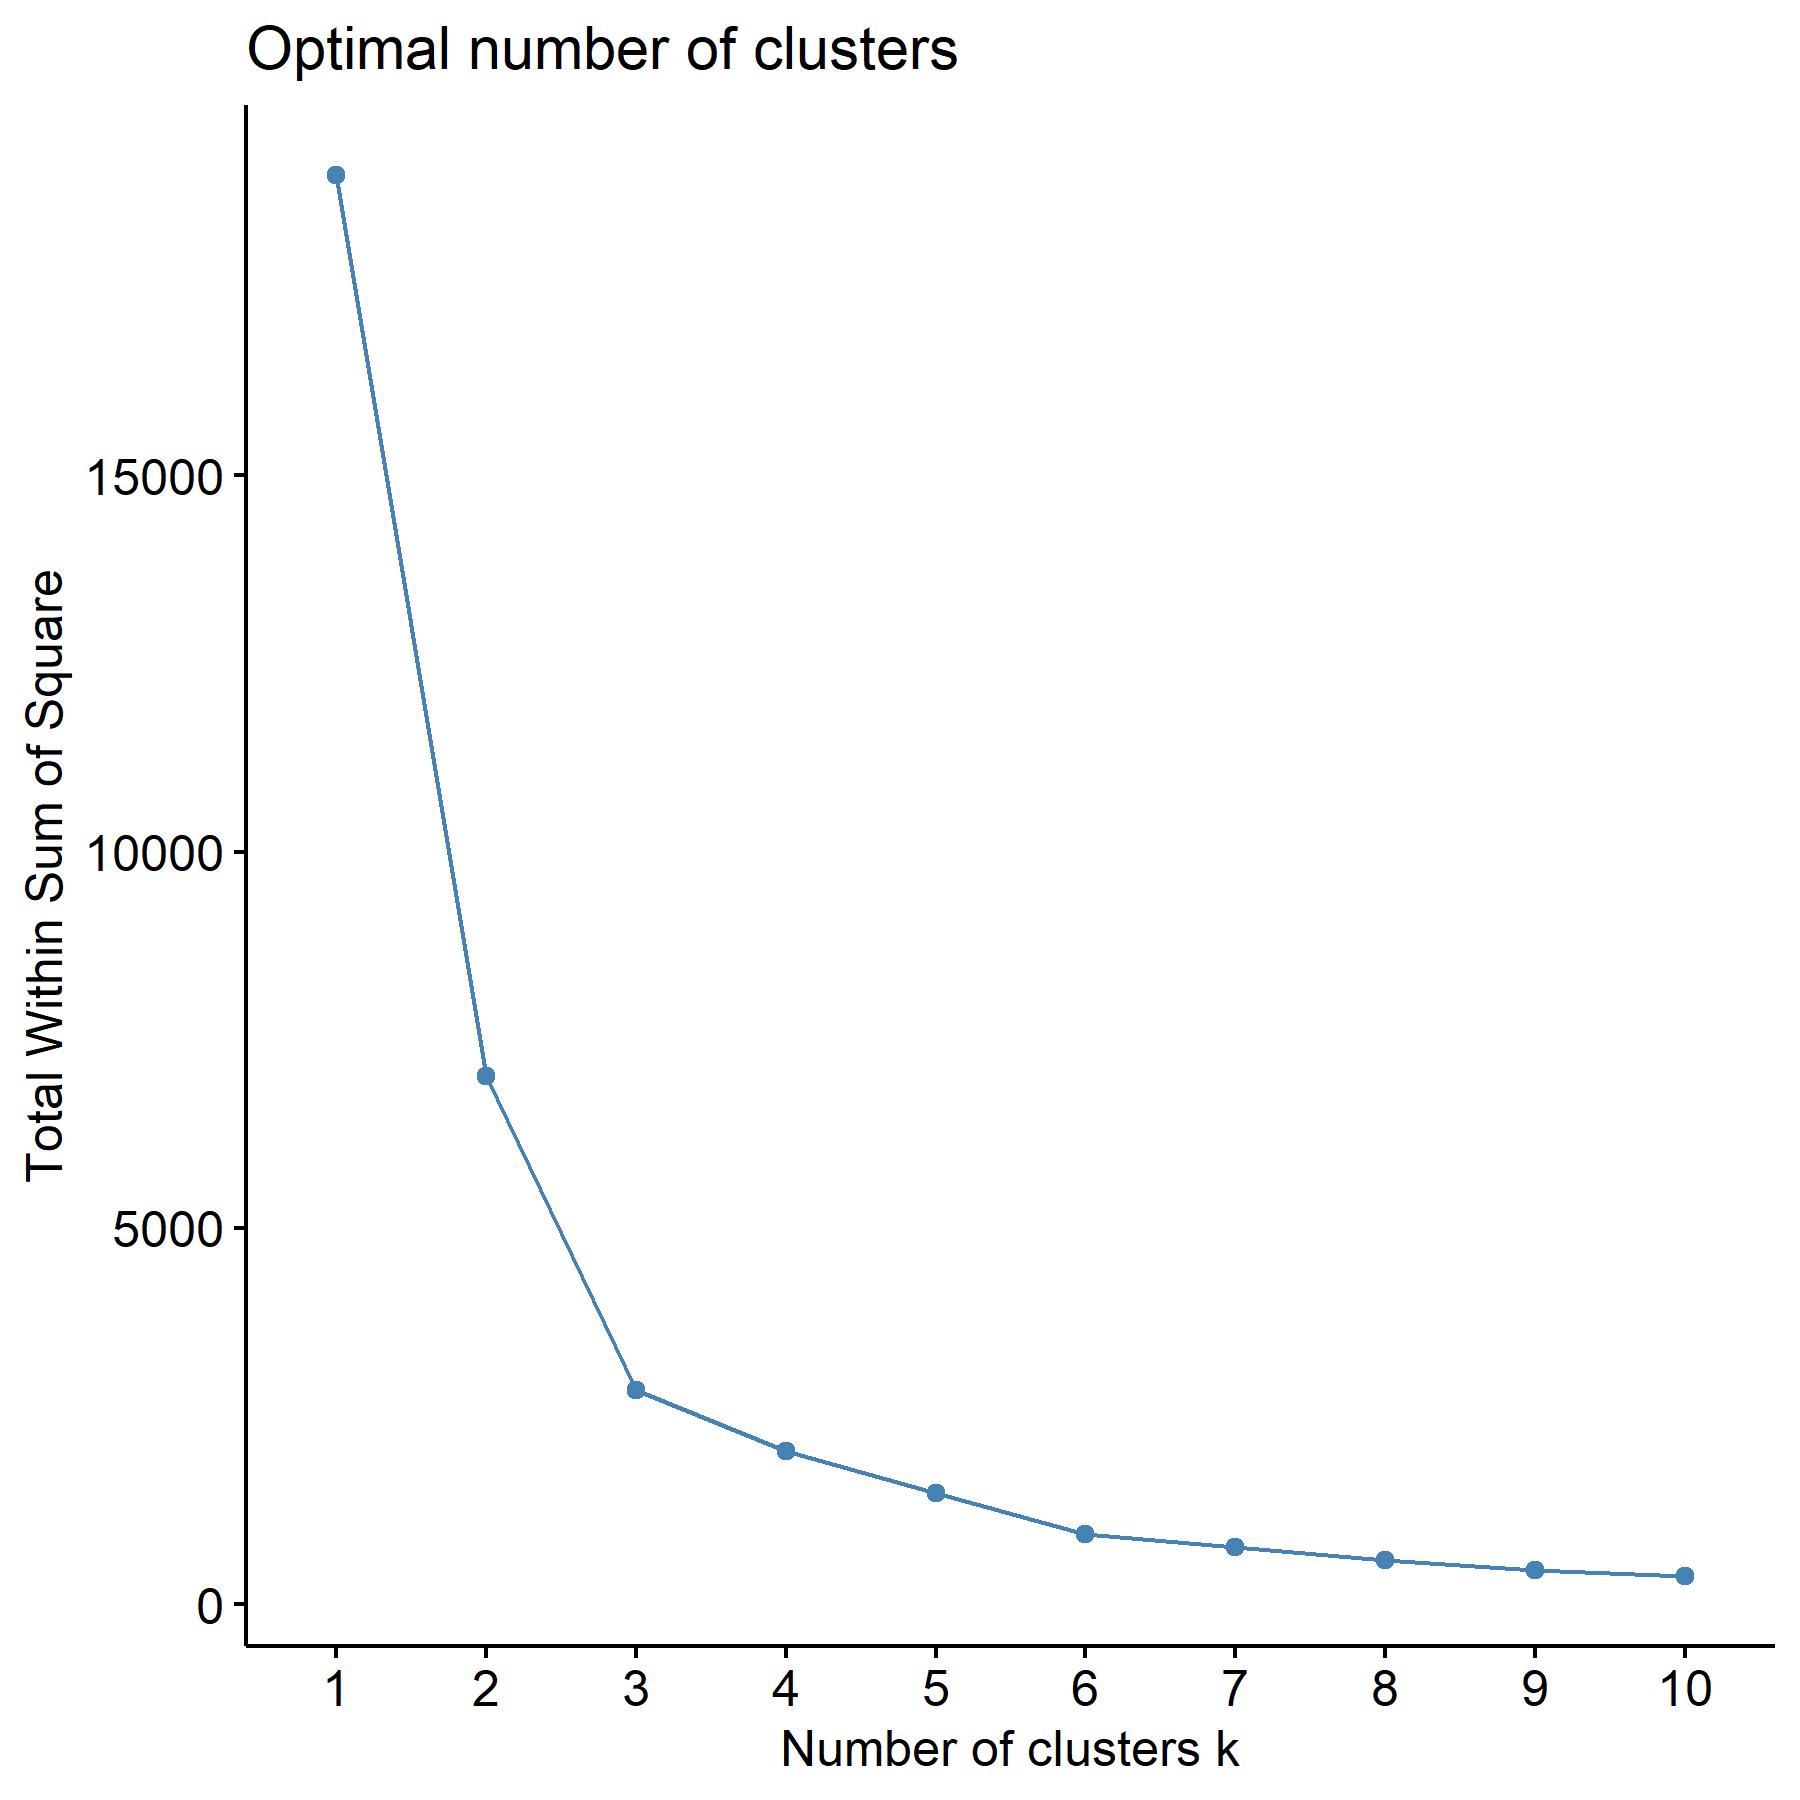 Optimal number of clusters
Total Within Sum of Square
15000
10000
5000
0
1 2 3 4 5 6 7 8 9 10
Number of clusters k